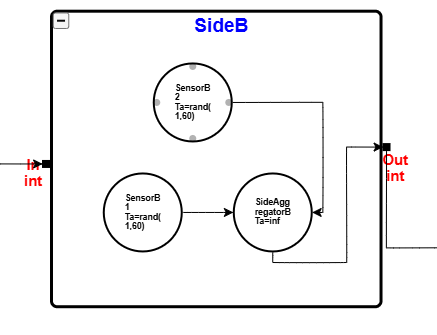 SideB
SensorB
2
Ta=rand(
1,60)
In
int
Out
int
SensorB
1
Ta=rand(
1,60)
SideAgg
regatorB
Ta=inf